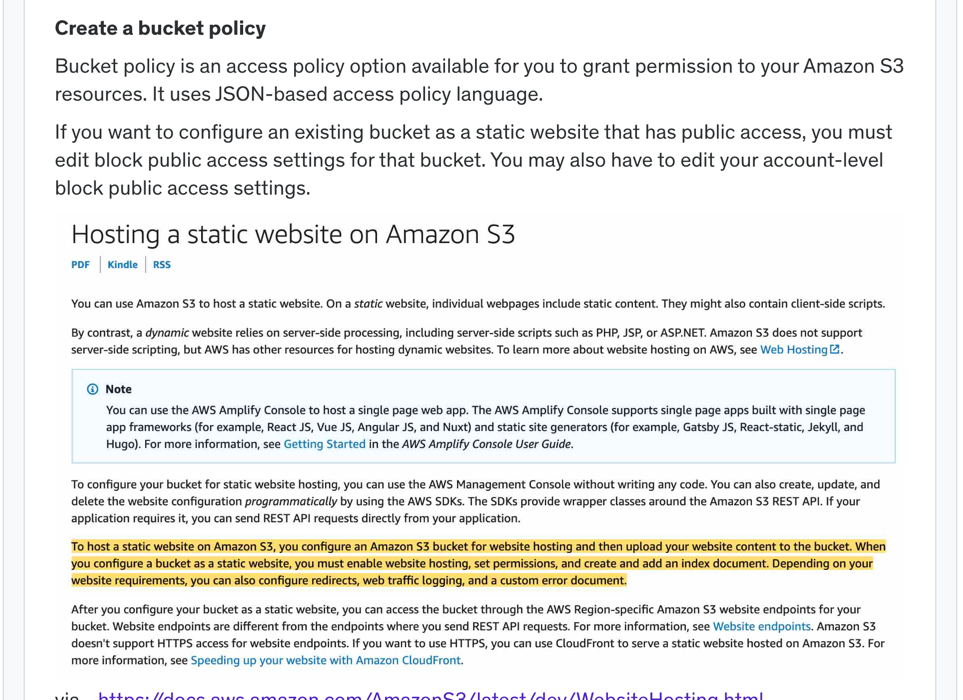 Create a bucket policy
Bucket policy is an access policy option available for you to grant permission to your Amazon S3
resources. It uses JSON-based access policy language.
If you want to configure an existing bucket as a static website that has public access, you must
edit block public access settings for that bucket. You may also have to edit your account-level
block public access settings.
Hosting a static website on Amazon S3
PDF | Kindle | RSS
You can use Amazon S3 to host a static website. On a static website, individual webpages include static content. They might also contain client-side scripts.
By contrast, a dynamic website relies on server-side processing, including server-side scripts such as PHP, JSP, or ASP.NET. Amazon S3 does not support
server-side scripting, but AWS has other resources for hosting dynamic websites. To learn more about website hosting on AWS, see Web Hosting.
Note
You can use the AWS Amplify Console to host a single page web app. The AWS Amplify Console supports single page apps built with single page
app frameworks (for example, React JS, Vue JS, Angular JS, and Nuxt) and static site generators (for example, Gatsby JS, React-static, Jekyll, and
Hugo). For more information, see Getting Started in the AWS Amplify Console User Guide.
To configure your bucket for static website hosting, you can use the AWS Management Console without writing any code. You can also create, update, and
delete the website configuration programmatically by using the AWS SDKs. The SDKs provide wrapper classes around the Amazon S3 REST API. If your
application requires it, you can send REST API requests directly from your application.
To host a static website on Amazon S3, you configure an Amazon S3 bucket for website hosting and then upload your website content to the bucket. When
you configure a bucket as a static website, you must enable website hosting, set permissions, and create and add an index document. Depending on your
website requirements, you can also configure redirects, web traffic logging, and a custom error document.
After you configure your bucket as a static website, you can access the bucket through the AWS Region-specific Amazon S3 website endpoints for your
bucket. Website endpoints are different from the endpoints where you send REST API requests. For more information, see Website endpoints. Amazon S3
doesn't support HTTPS access for website endpoints. If you want to use HTTPS, you can use CloudFront to serve a static website hosted on Amazon S3. For
more information, see Speeding up your website with Amazon CloudFront.
via - https://docs.aws.amazon.com/AmazonS3/latest/dev/WebsiteHosting.html